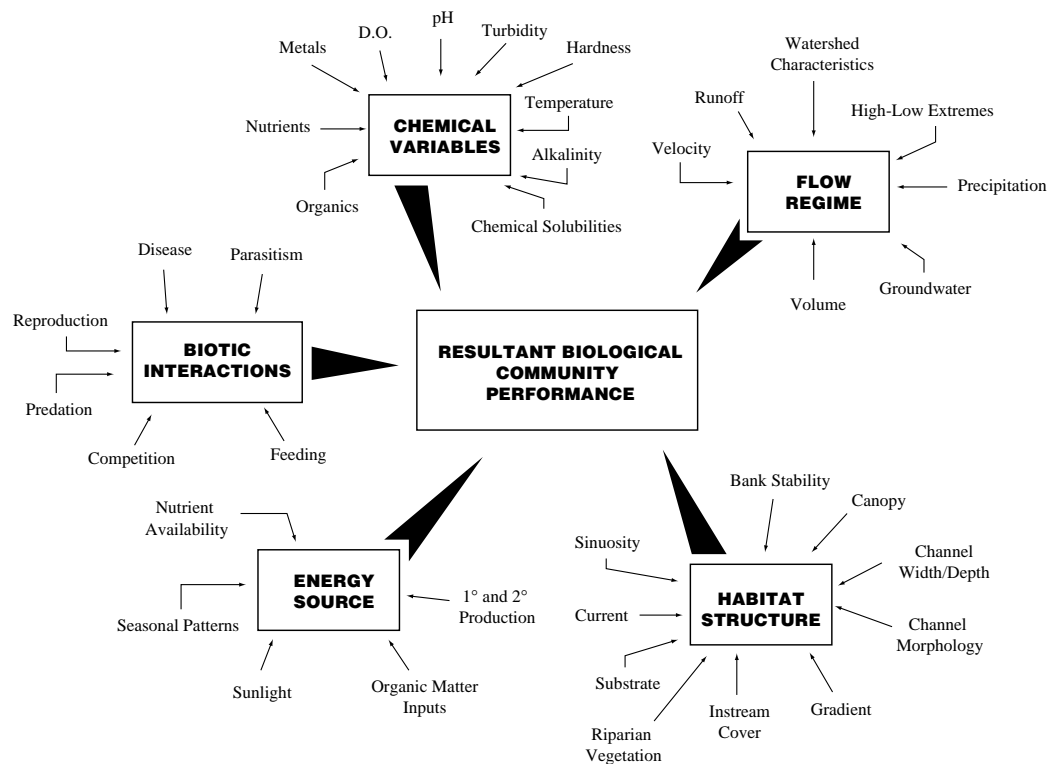 pH
D.O.
Turbidity
Metals
Hardness
Nutrients
CHEMICAL
VARIABLES
Temperature
Alkalinity
Organics
Chemical Solubilities
Watershed
Characteristics
Runoff
High-Low Extremes
Velocity
FLOW
REGIME
Precipitation
Groundwater
Volume
Disease
Parasitism
Reproduction
BIOTIC
INTERACTIONS
Predation
Competition
Feeding
RESULTANT BIOLOGICAL
COMMUNITY
PERFORMANCE
Nutrient
Availability
ENERGY
SOURCE
Seasonal Patterns
1° and 2°
Production
Sunlight
Organic Matter
Inputs
Bank Stability
Canopy
Sinuosity
Channel
Width/Depth
HABITAT
STRUCTURE
Current
Channel
Morphology
Substrate
Riparian
Vegetation
Instream
Cover
Gradient